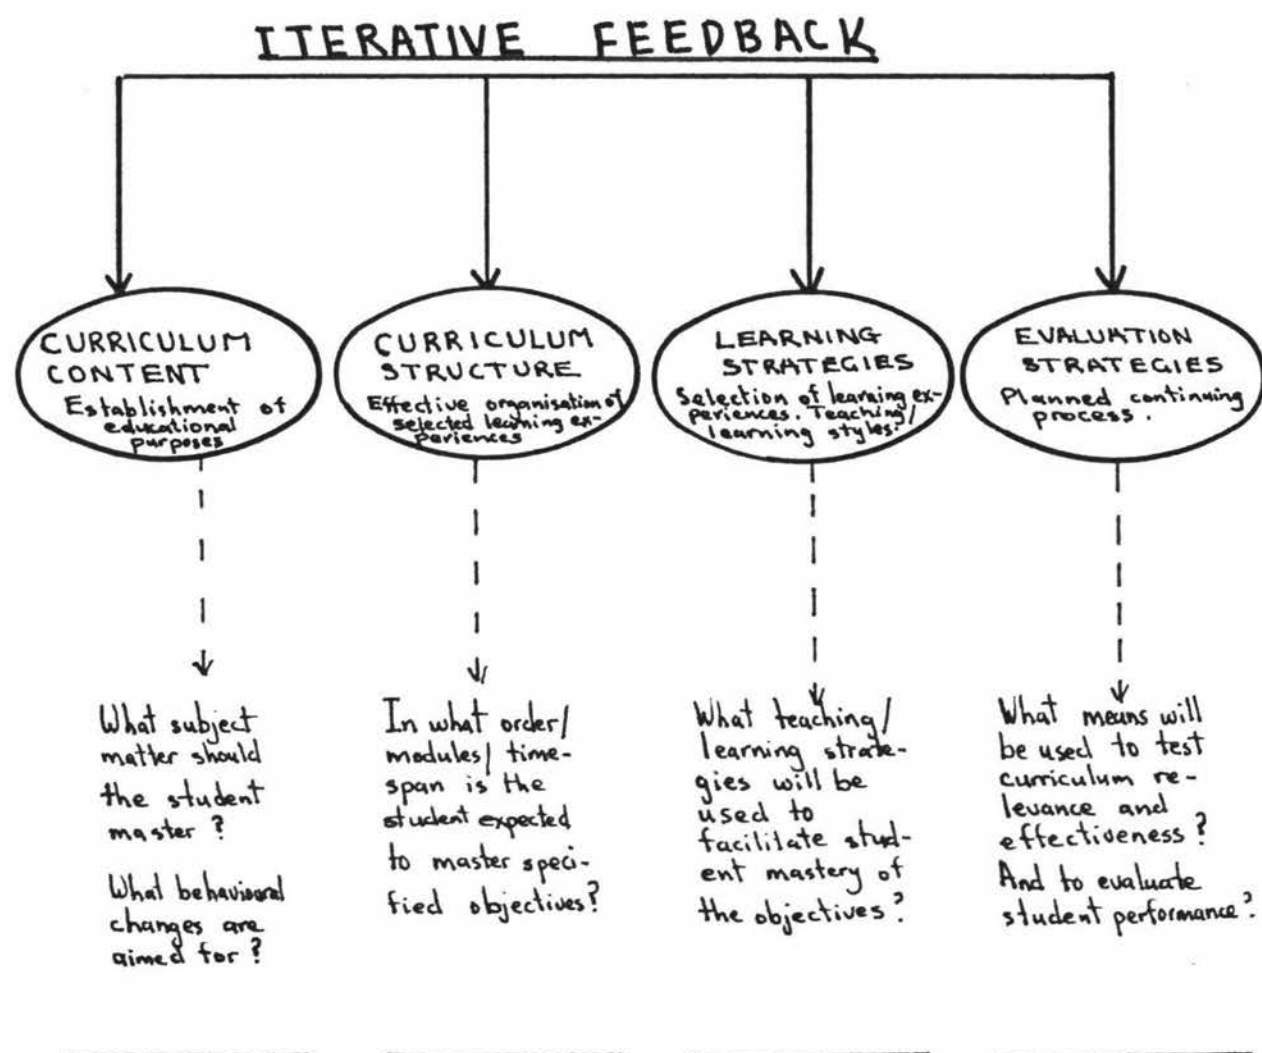 ITERATIVE FEEDBACK
CURRICULUM
CONTENT
Establishment of
educational
purposes
CURRICULUM
STRUCTURE
Effective organisation of
selected learning ex-
periences
LEARNING
STRATEGIES
Selection of learning ex-
periences. Teaching/
learning styles.
EVALUATION
STRATEGIES
Planned continuing
process.
What subject
matter should
the student
master?
What behavioural
changes are
aimed for?
In what order/
modules/ time-
span is the
student expected
to master speci-
fied objectives?
What teaching/
learning strate-
gies will be
used to
facilitate stud-
ent mastery of
the objectives?
What means will
be used to test
curriculum re-
levance and
effectiveness?
And to evaluate
student performance?